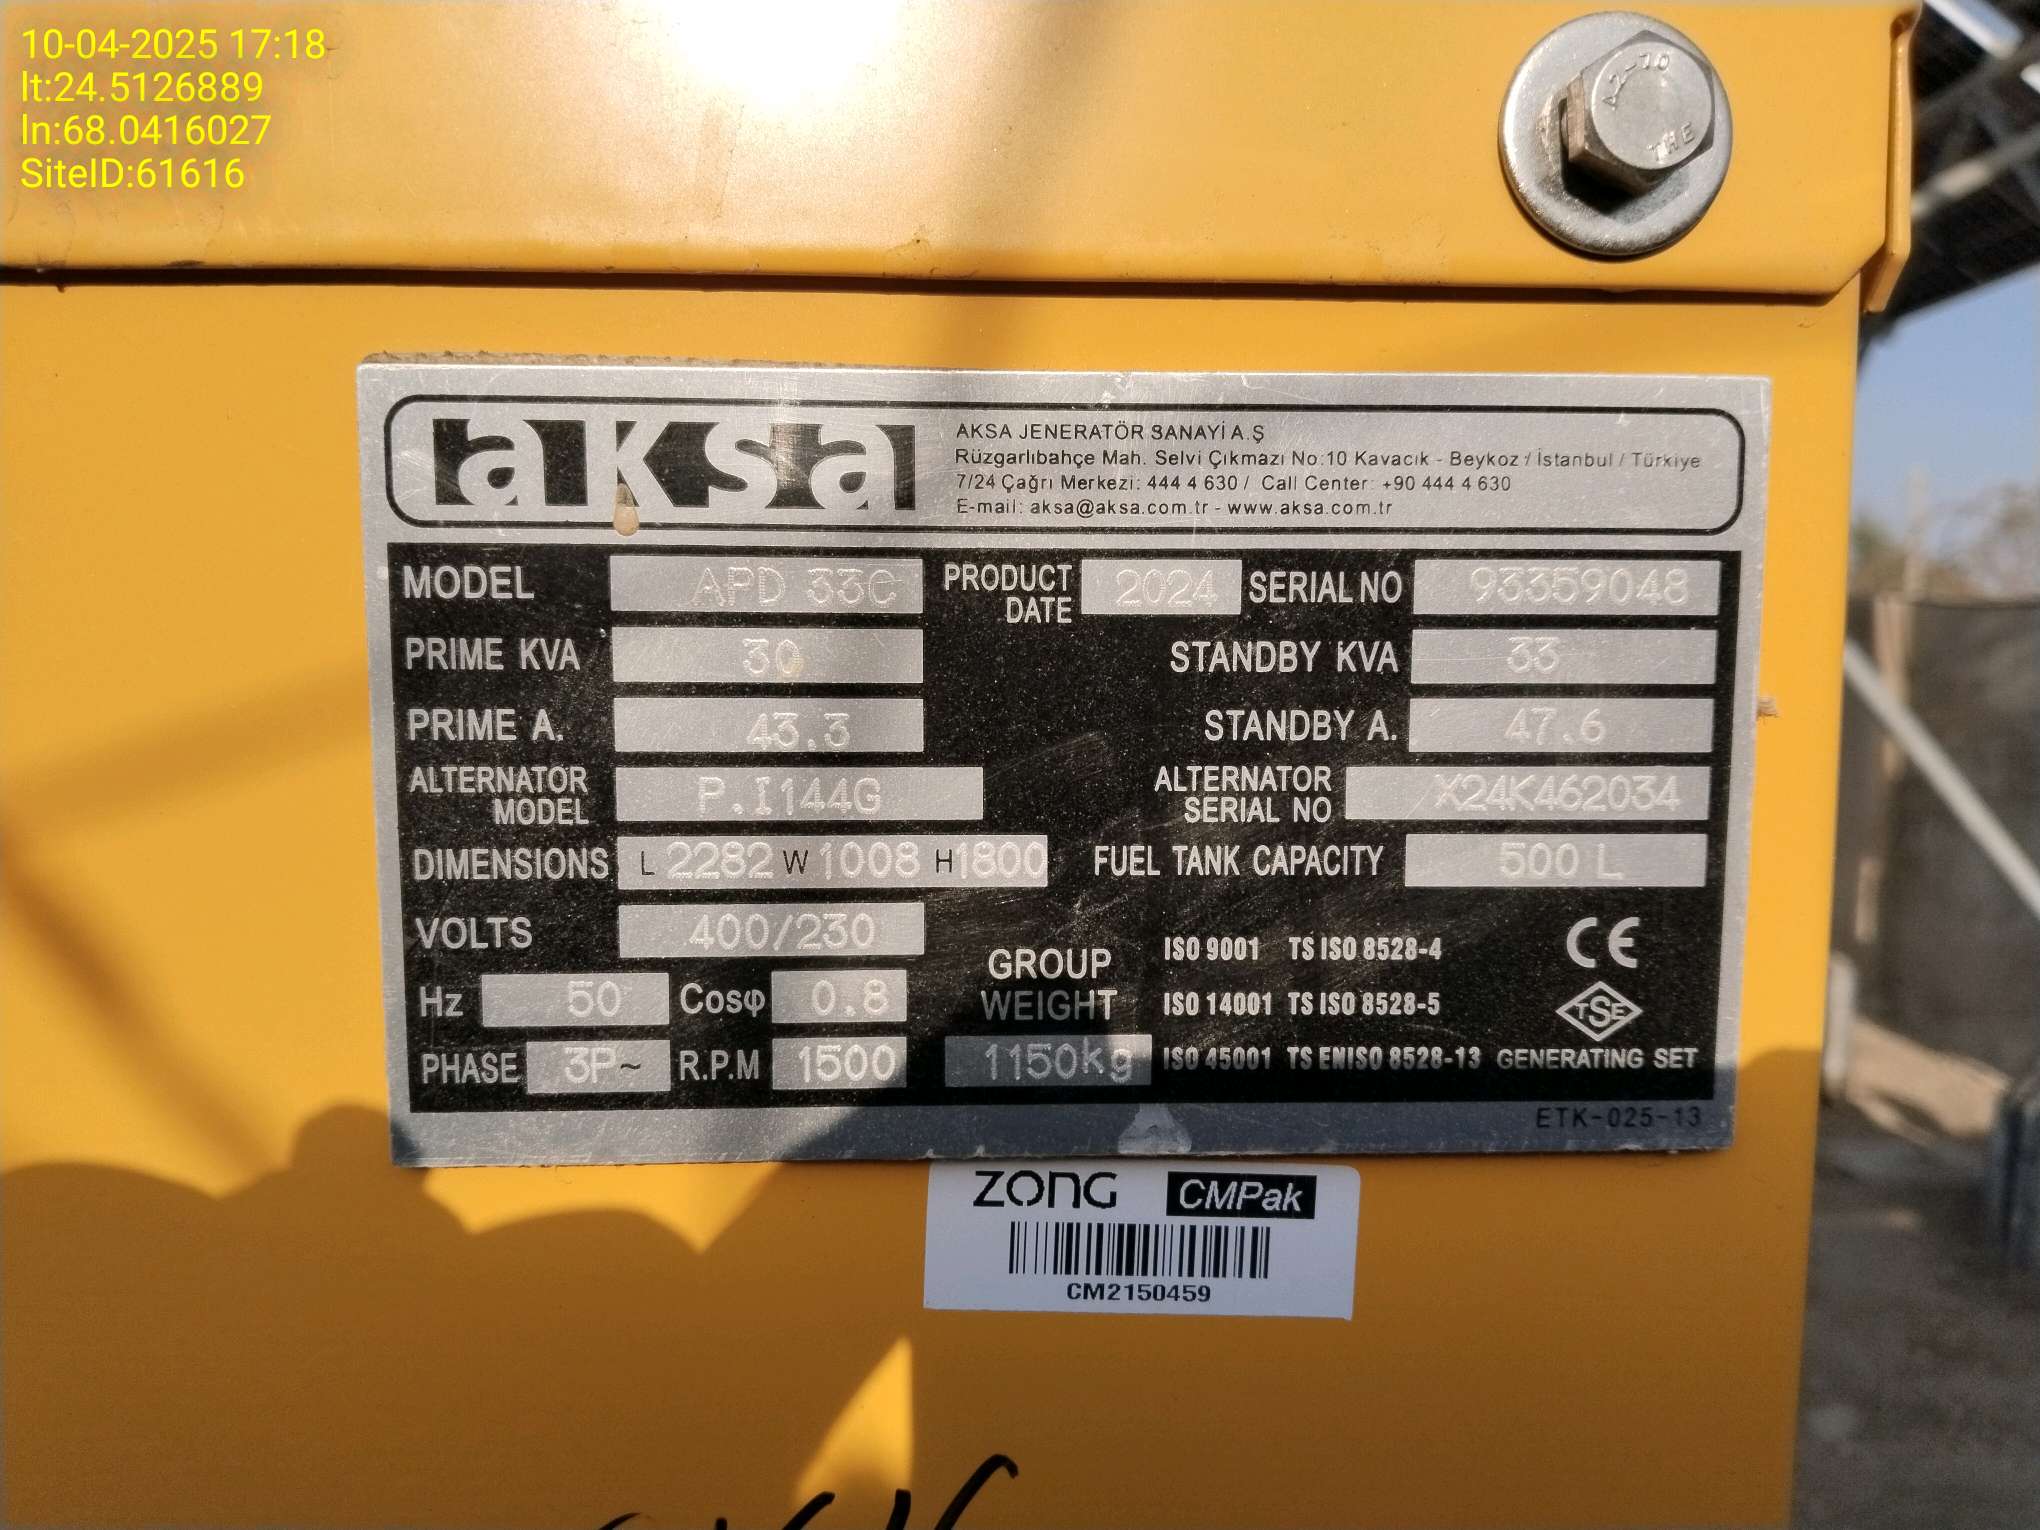 10-04-2025 17:18
lt:24.5126889
ln:68.0416027
SiteID:61616
A2-70
THE
aksa
AKSA JENERATÖR SANAYİ A.Ş
Rüzgarlıbahçe Mah. Selvi Çıkmazı No:10 Kavacık - Beykoz / İstanbul / Türkiye
7/24 Çağrı Merkezi: 444 4 630 / Call Center: +90 444 4 630
E-mail: aksa@aksa.com.tr - www.aksa.com.tr
MODEL APD 33C PRODUCT DATE 2024 SERIAL NO 93359048
PRIME KVA 30 STANDBY KVA 33
PRIME A. 43.3 STANDBY A. 47.6
ALTERNATOR MODEL P.I144G ALTERNATOR SERIAL NO X24K462034
DIMENSIONS L 2282 W 1008 H 1800 FUEL TANK CAPACITY 500 L
VOLTS 400/230
Hz 50 Cosφ 0.8
PHASE 3P~ R.P.M 1500
GROUP WEIGHT
1150kg
ISO 9001 TS ISO 8528-4
ISO 14001 TS ISO 8528-5
ISO 45001 TS EN ISO 8528-13
CE
TSE
GENERATING SET
ETK-025-13
ZONG CMPak
CM2150459